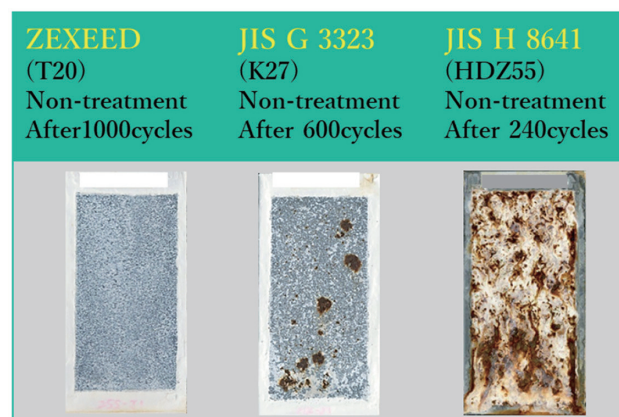 ZEXEED
(T20)
Non-treatment
After1000cycles
JIS G 3323
(K27)
Non-treatment
After 600cycles
JIS H 8641
(HDZ55)
Non-treatment
After 240cycles